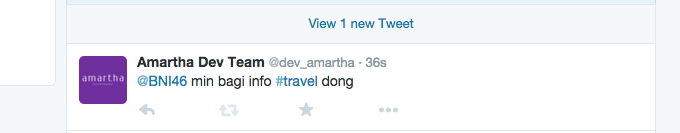 View 1 new Tweet
Amartha Dev Team @dev_amartha · 36s
amartha
@BNI46 min bagi info #travel dong